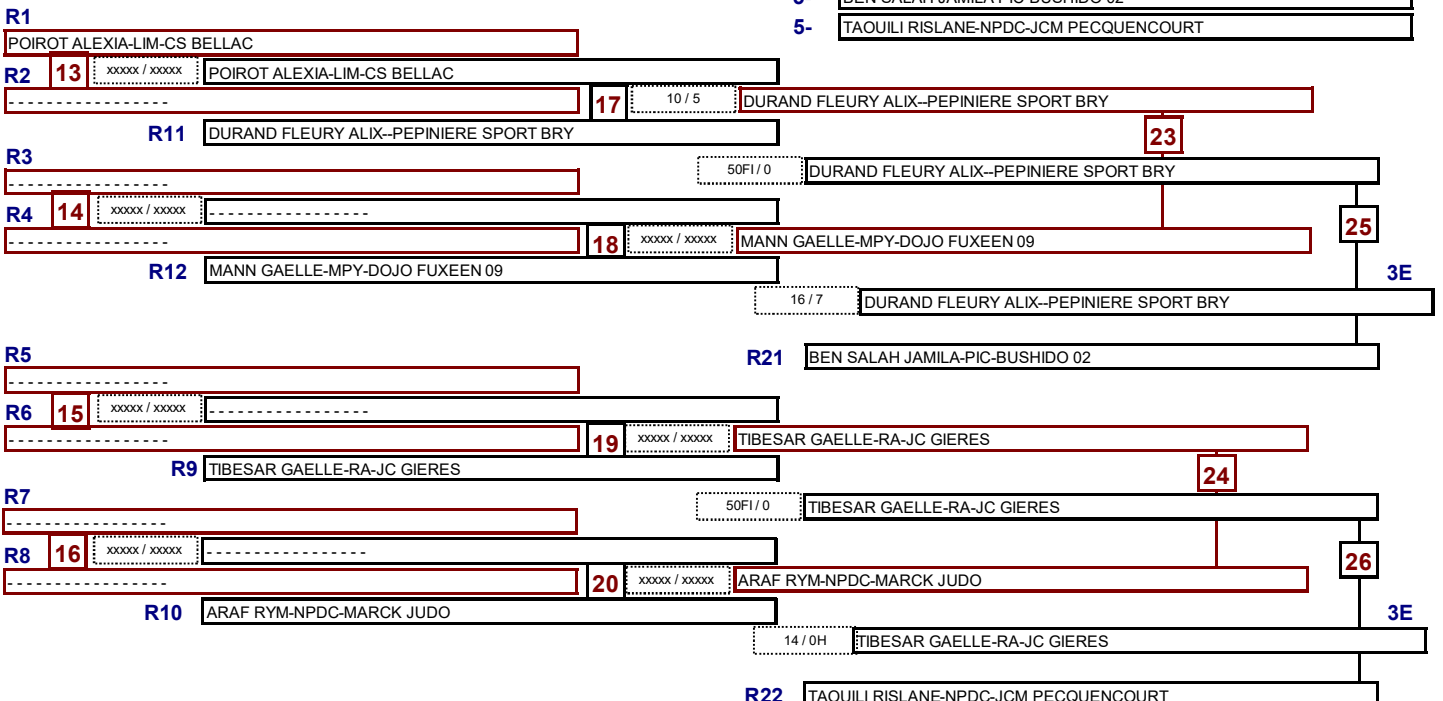 BEN SALAH JAMILA-PIC-BUSHIDO 02
R1
5- TAOUILI RISLANE-NPDC-JCM PECQUENCOURT
POIROT ALEXIA-LIM-CS BELLAC
R2 13 xxxxx / xxxxx POIROT ALEXIA-LIM-CS BELLAC
- - - - - - - - - - - - - - - - - 17 10 / 5 DURAND FLEURY ALIX--PEPINIERE SPORT BRY
R11 DURAND FLEURY ALIX--PEPINIERE SPORT BRY 23
R3
50FI / 0 DURAND FLEURY ALIX--PEPINIERE SPORT BRY
- - - - - - - - - - - - - - - - -
R4 14 xxxxx / xxxxx - - - - - - - - - - - - - - - - - 25
- - - - - - - - - - - - - - - - - 18 xxxxx / xxxxx MANN GAELLE-MPY-DOJO FUXEEN 09
R12 MANN GAELLE-MPY-DOJO FUXEEN 09 3E
16 / 7 DURAND FLEURY ALIX--PEPINIERE SPORT BRY
R5 R21 BEN SALAH JAMILA-PIC-BUSHIDO 02
- - - - - - - - - - - - - - - - -
R6 15 xxxxx / xxxxx - - - - - - - - - - - - - - - - -
- - - - - - - - - - - - - - - - - 19 xxxxx / xxxxx TIBESAR GAELLE-RA-JC GIERES
R9 TIBESAR GAELLE-RA-JC GIERES 24
R7
50FI / 0 TIBESAR GAELLE-RA-JC GIERES
- - - - - - - - - - - - - - - - -
R8 16 xxxxx / xxxxx - - - - - - - - - - - - - - - - - 26
- - - - - - - - - - - - - - - - - 20 xxxxx / xxxxx ARAF RYM-NPDC-MARCK JUDO
R10 ARAF RYM-NPDC-MARCK JUDO 3E
14 / 0H TIBESAR GAELLE-RA-JC GIERES
R22 TAOUILI RISLANE-NPDC-JCM PECQUENCOURT